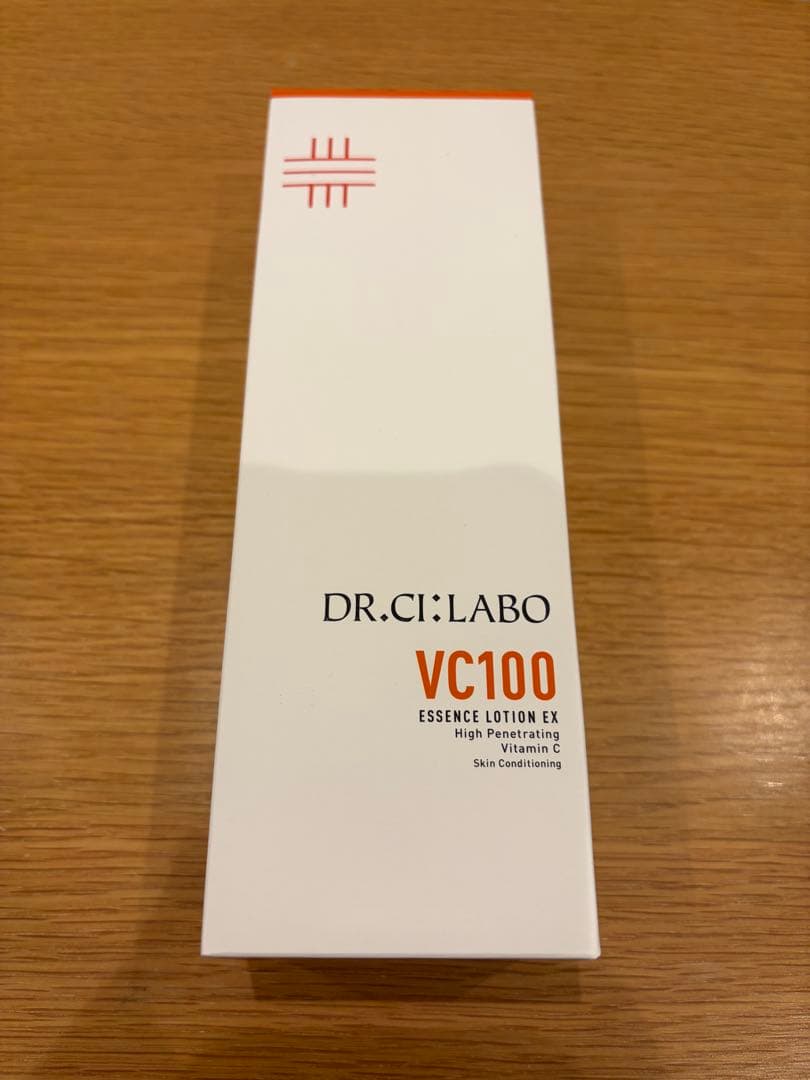 DR.CI:LABO
VC100
ESSENCE LOTION EX
High Penetrating
Vitamin C
Skin Conditioning